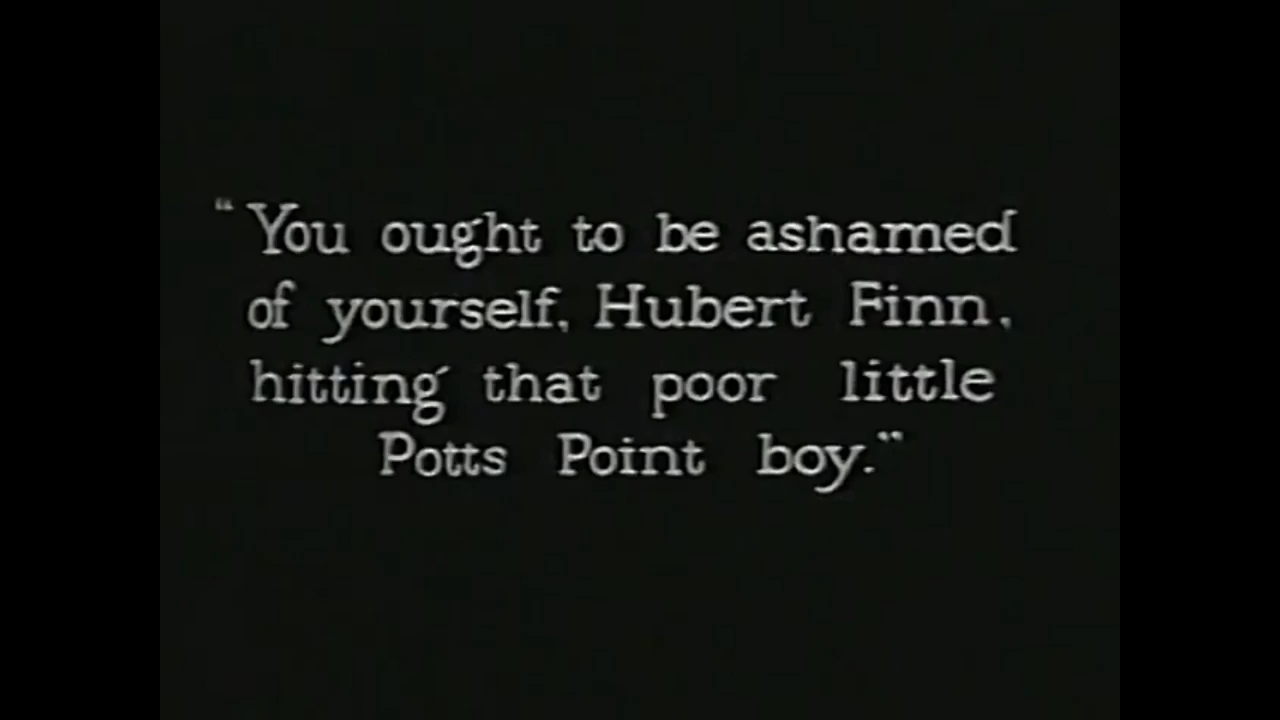 “You ought to be ashamed
of yourself, Hubert Finn,
hitting that poor little
Potts Point boy.”